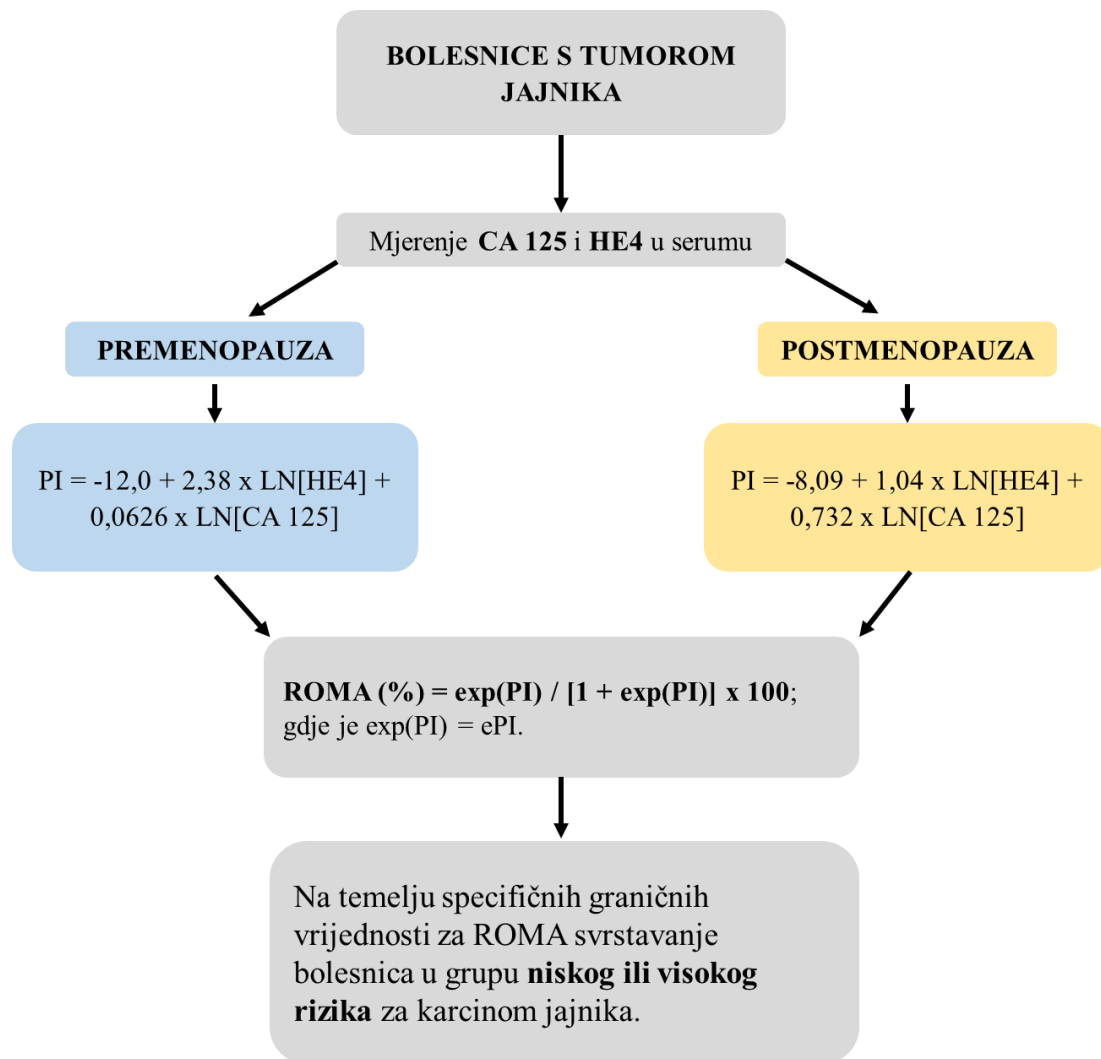 BOLESNICE S TUMOROM
JAJNIKA
Mjerenje CA 125 i HE4 u serumu
PREMENOPAUZA
POSTMENOPAUZA
PI = -12,0 + 2,38 x LN[HE4] +
0,0626 x LN[CA 125]
PI = -8,09 + 1,04 x LN[HE4] +
0,732 x LN[CA 125]
ROMA (%) = exp(PI) / [1 + exp(PI)] x 100;
gdje je exp(PI) = ePI.
Na temelju specifičnih graničnih
vrijednosti za ROMA svrstavanje
bolesnica u grupu niskog ili visokog
rizika za karcinom jajnika.